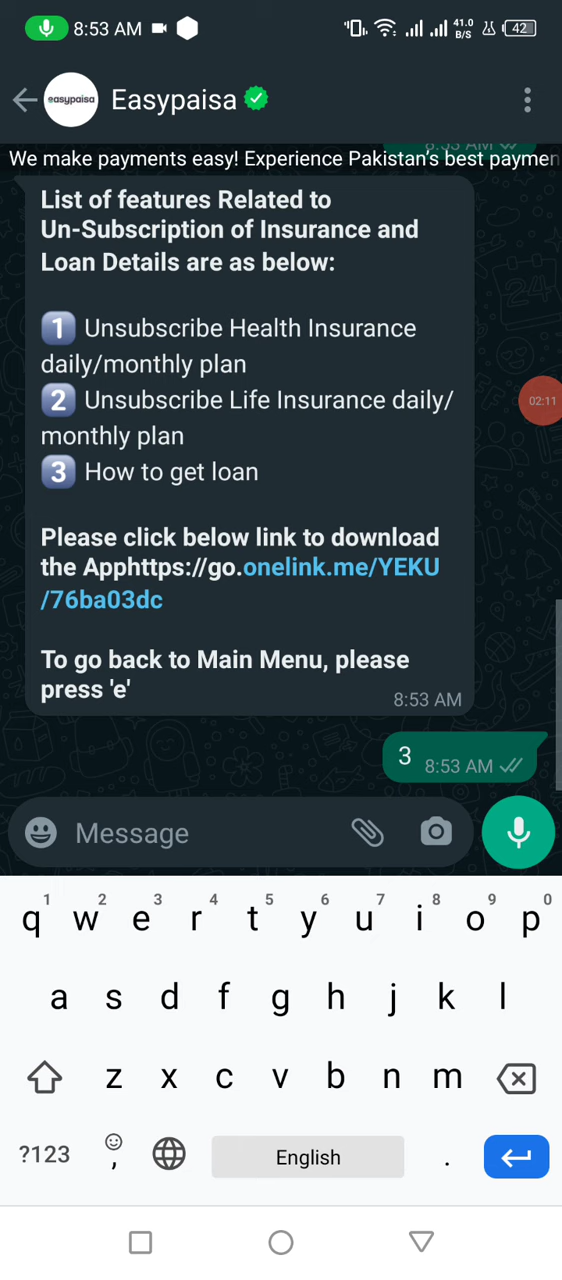 8:53 AM
41.0
B/S
42
easypaisa
Easypaisa
8:53 AM
We make payments easy! Experience Pakistan's best paymen
List of features Related to
Un-Subscription of Insurance and
Loan Details are as below:
1 Unsubscribe Health Insurance
daily/monthly plan
2 Unsubscribe Life Insurance daily/
monthly plan
02:11
3 How to get loan
Please click below link to download
the Apphttps://go.onelink.me/YEKU
/76ba03dc
To go back to Main Menu, please
press 'e'
8:53 AM
3
8:53 AM
Message
1 2 3 4 5 6 7 8 9 0
q w e r t y u i o p
a s d f g h j k l
z x c v b n m
?123 , English .